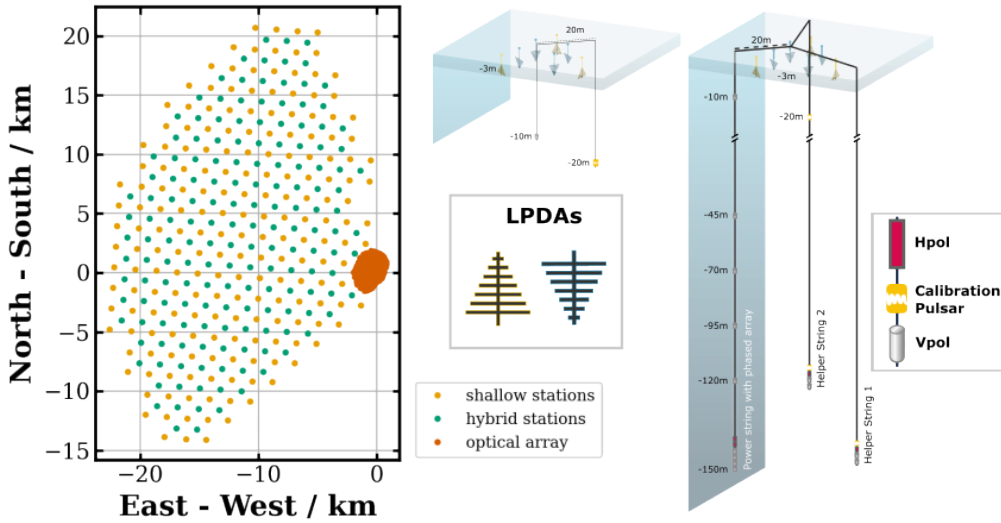 North - South / km
20
15
10
5
0
−5
−10
−15
−20
−10
0
East - West / km
20m
-3m
-10m
-20m
LPDAs
shallow stations
hybrid stations
optical array
20m
-3m
-10m
-20m
-45m
-70m
-95m
-120m
-150m
Power string with phased array
Helper String 2
Helper String 1
Hpol
Calibration
Pulsar
Vpol